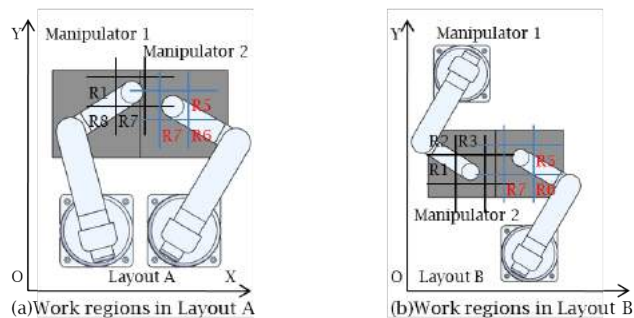 Y
Manipulator 1
Manipulator 2
R1
R5
R8 R7
R7 R6
O
Layout A
X
(a)Work regions in Layout A
Y
Manipulator 1
R2 R3
R5
R1
R7 R6
Manipulator 2
O
Layout B
(b)Work regions in Layout B